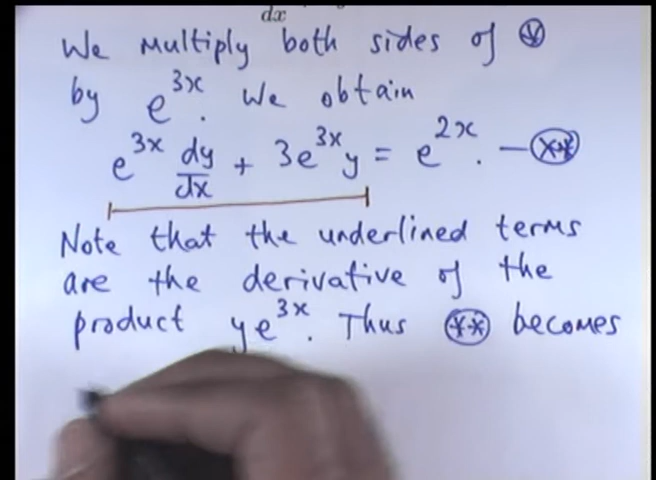 dx
We multiply both sides of ⊛
by e^{3x}. We obtain
e^{3x} dy/dx + 3e^{3x}y = e^{2x}. — (**)
Note that the underlined terms
are the derivative of the
product ye^{3x}. Thus (**) becomes